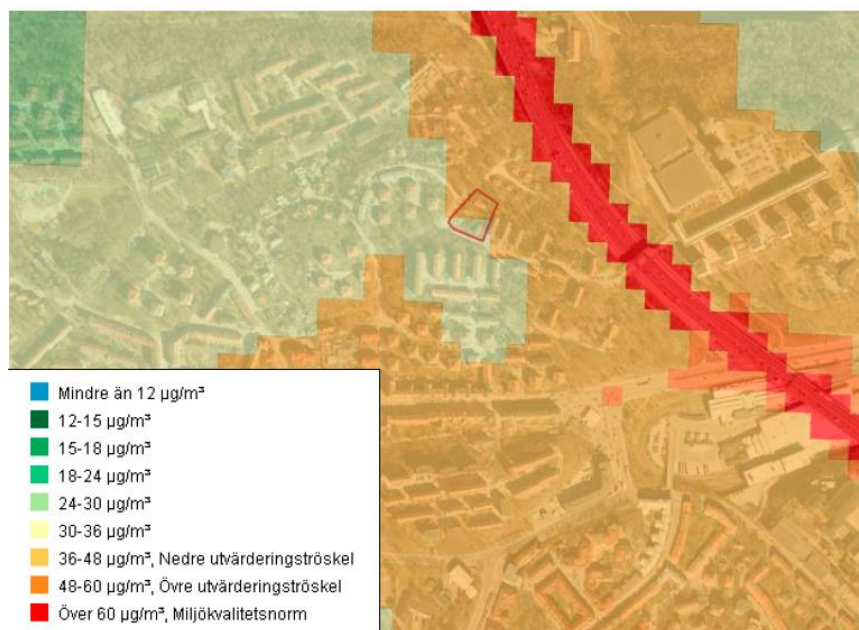 Mindre än 12 µg/m³
12-15 µg/m³
15-18 µg/m³
18-24 µg/m³
24-30 µg/m³
30-36 µg/m³
36-48 µg/m³, Nedre utvärderingströskel
48-60 µg/m³, Övre utvärderingströskel
Över 60 µg/m³, Miljökvalitetsnorm